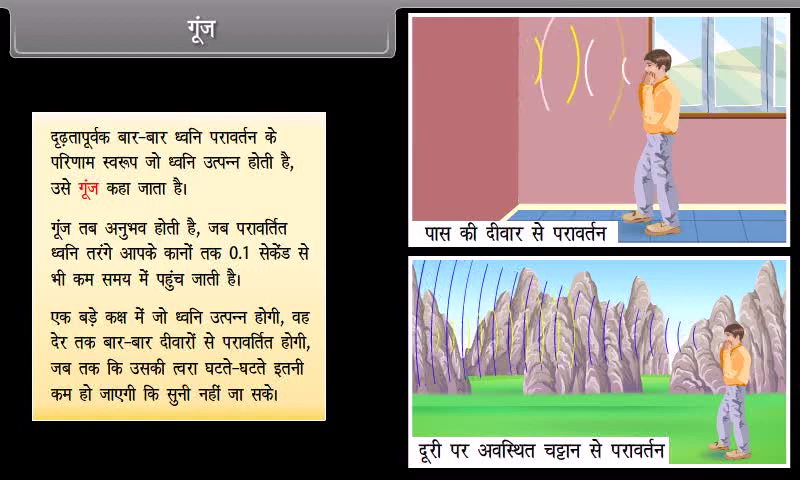 गूंज
दृढ़तापूर्वक बार-बार ध्वनि परावर्तन के
परिणाम स्वरूप जो ध्वनि उत्पन्न होती है,
उसे गूंज कहा जाता है।
गूंज तब अनुभव होती है, जब परावर्तित
ध्वनि तरंगे आपके कानों तक 0.1 सेकेंड से
भी कम समय में पहुंच जाती है।
एक बड़े कक्ष में जो ध्वनि उत्पन्न होगी, वह
देर तक बार-बार दीवारों से परावर्तित होगी,
जब तक कि उसकी त्वरा घटते-घटते इतनी
कम हो जाएगी कि सुनी नहीं जा सके।
पास की दीवार से परावर्तन
दूरी पर अवस्थित चट्टान से परावर्तन